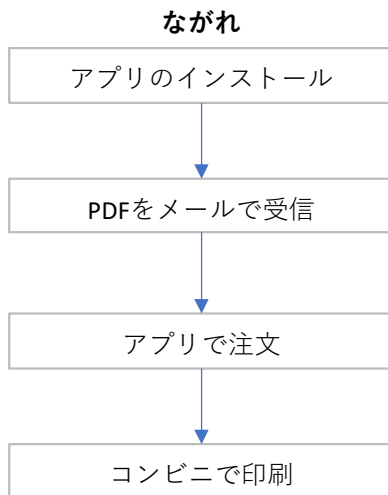 ながれ
アプリのインストール
PDFをメールで受信
アプリで注文
コンビニで印刷